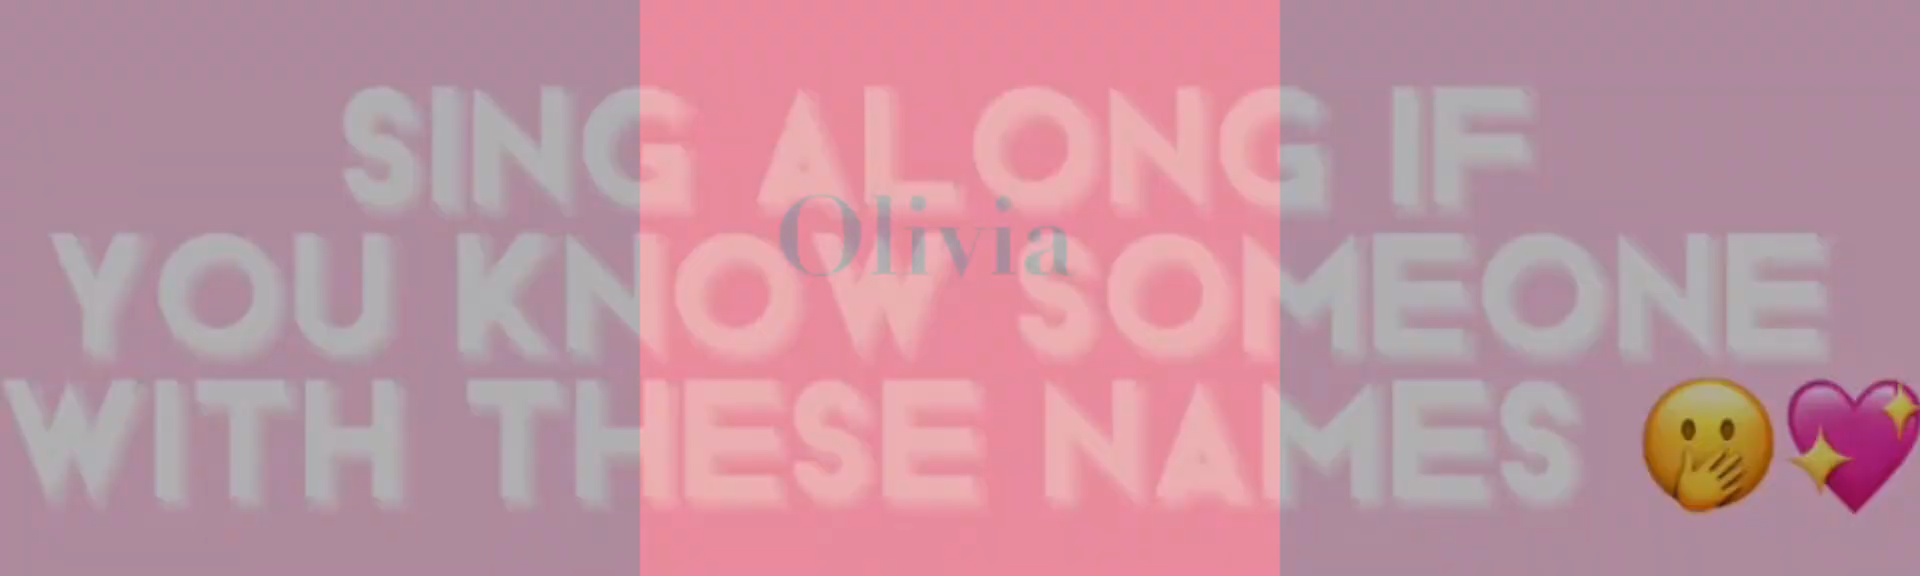 SING ALONG IF
Olivia
YOU KNOW SOMEONE
WITH THESE NAMES 🫢💖